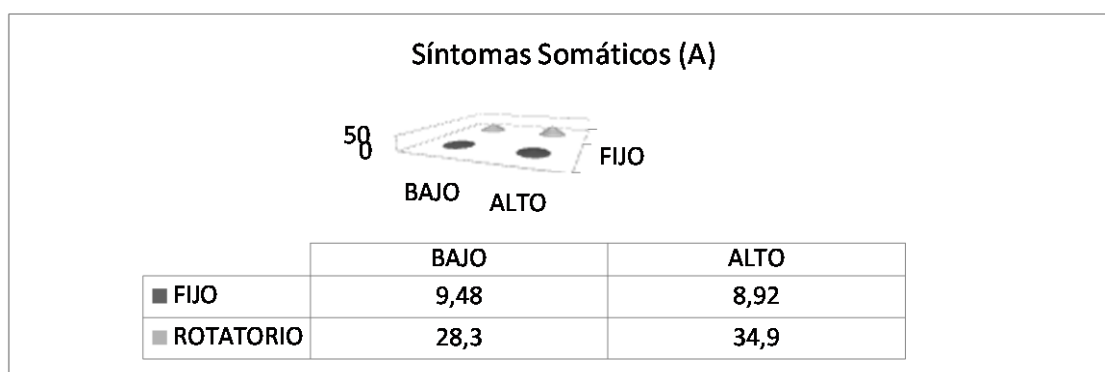 Síntomas Somáticos (A)
50
0
FIJO
BAJO
ALTO
BAJO ALTO
FIJO 9,48 8,92
ROTATORIO 28,3 34,9